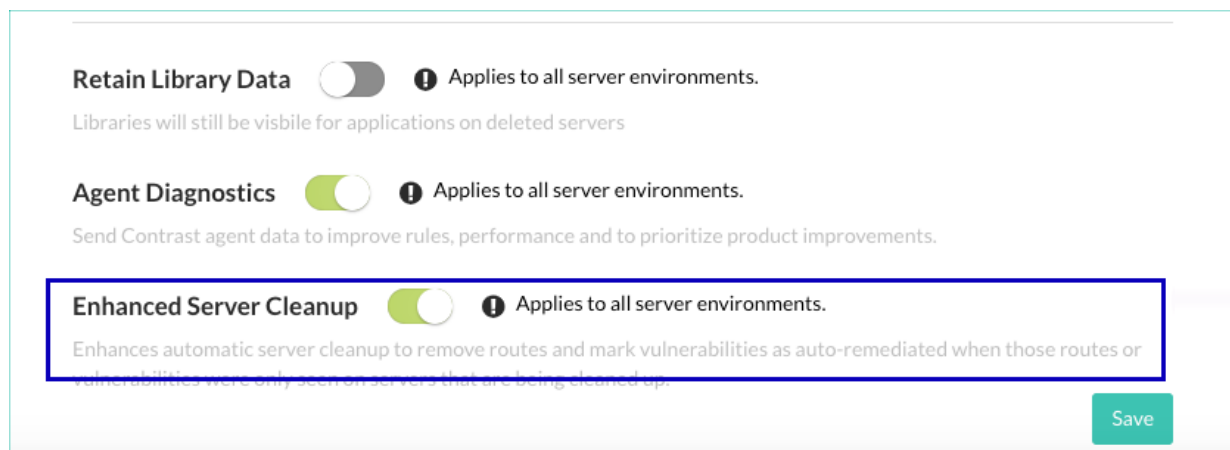 Retain Library Data Applies to all server environments.
Libraries will still be visbile for applications on deleted servers
Agent Diagnostics Applies to all server environments.
Send Contrast agent data to improve rules, performance and to prioritize product improvements.
Enhanced Server Cleanup Applies to all server environments.
Enhances automatic server cleanup to remove routes and mark vulnerabilities as auto-remediated when those routes or
vulnerabilities were only seen on servers that are being cleaned up.
Save